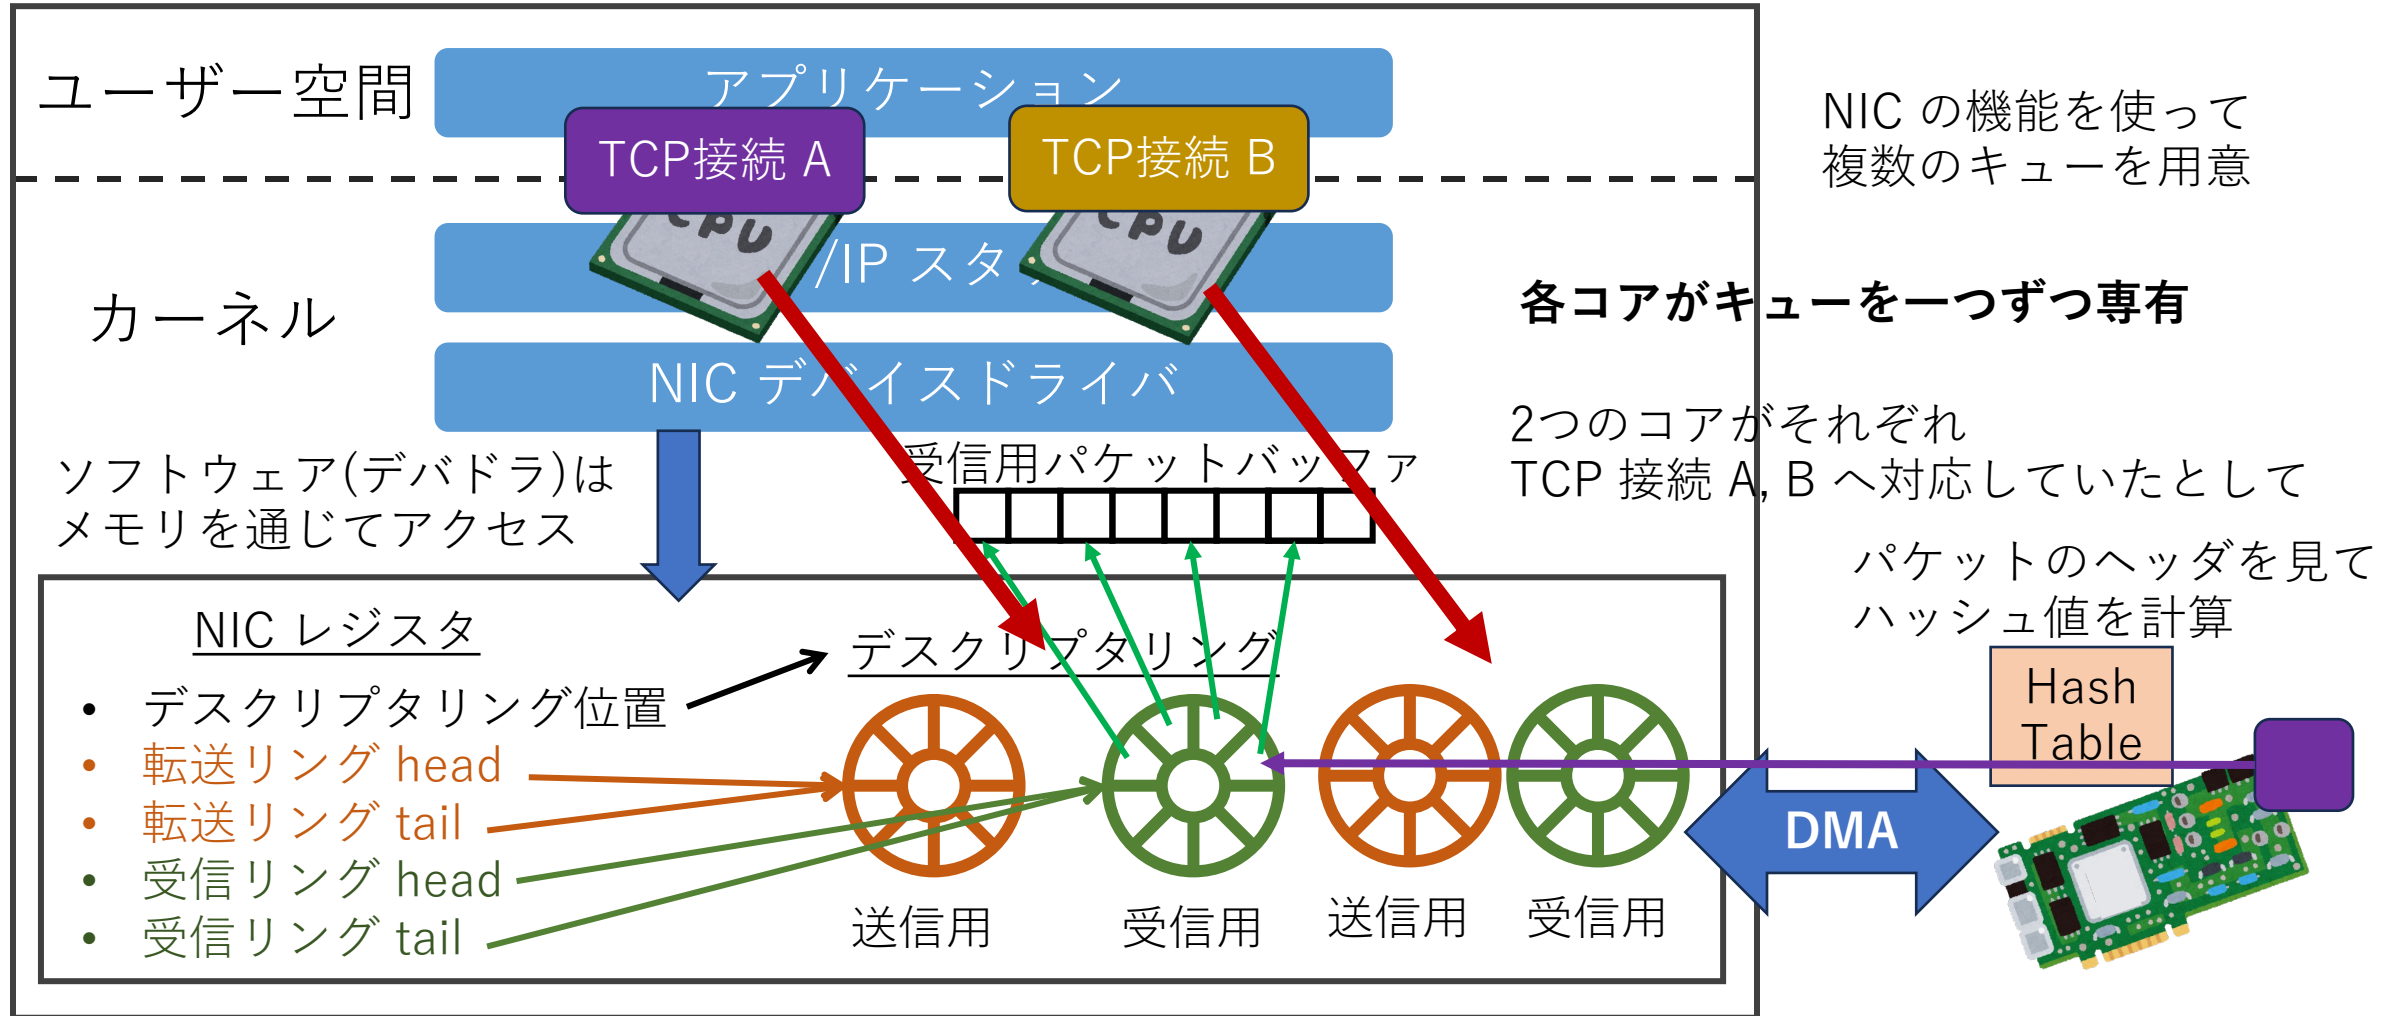 ユーザー空間
アプリケーション
TCP接続 A
TCP接続 B
NIC の機能を使って
複数のキューを用意
CPU
CPU
/IP スタ
カーネル
各コアがキューを一つずつ専有
NIC デバイスドライバ
2つのコアがそれぞれ
TCP 接続 A, B へ対応していたとして
ソフトウェア(デバドラ)は
メモリを通じてアクセス
受信用パケットバッファ
パケットのヘッダを見て
ハッシュ値を計算
NIC レジスタ
デスクリプタリング
Hash
Table
• デスクリプタリング位置
• 転送リング head
• 転送リング tail
• 受信リング head
• 受信リング tail
DMA
送信用
受信用
送信用
受信用